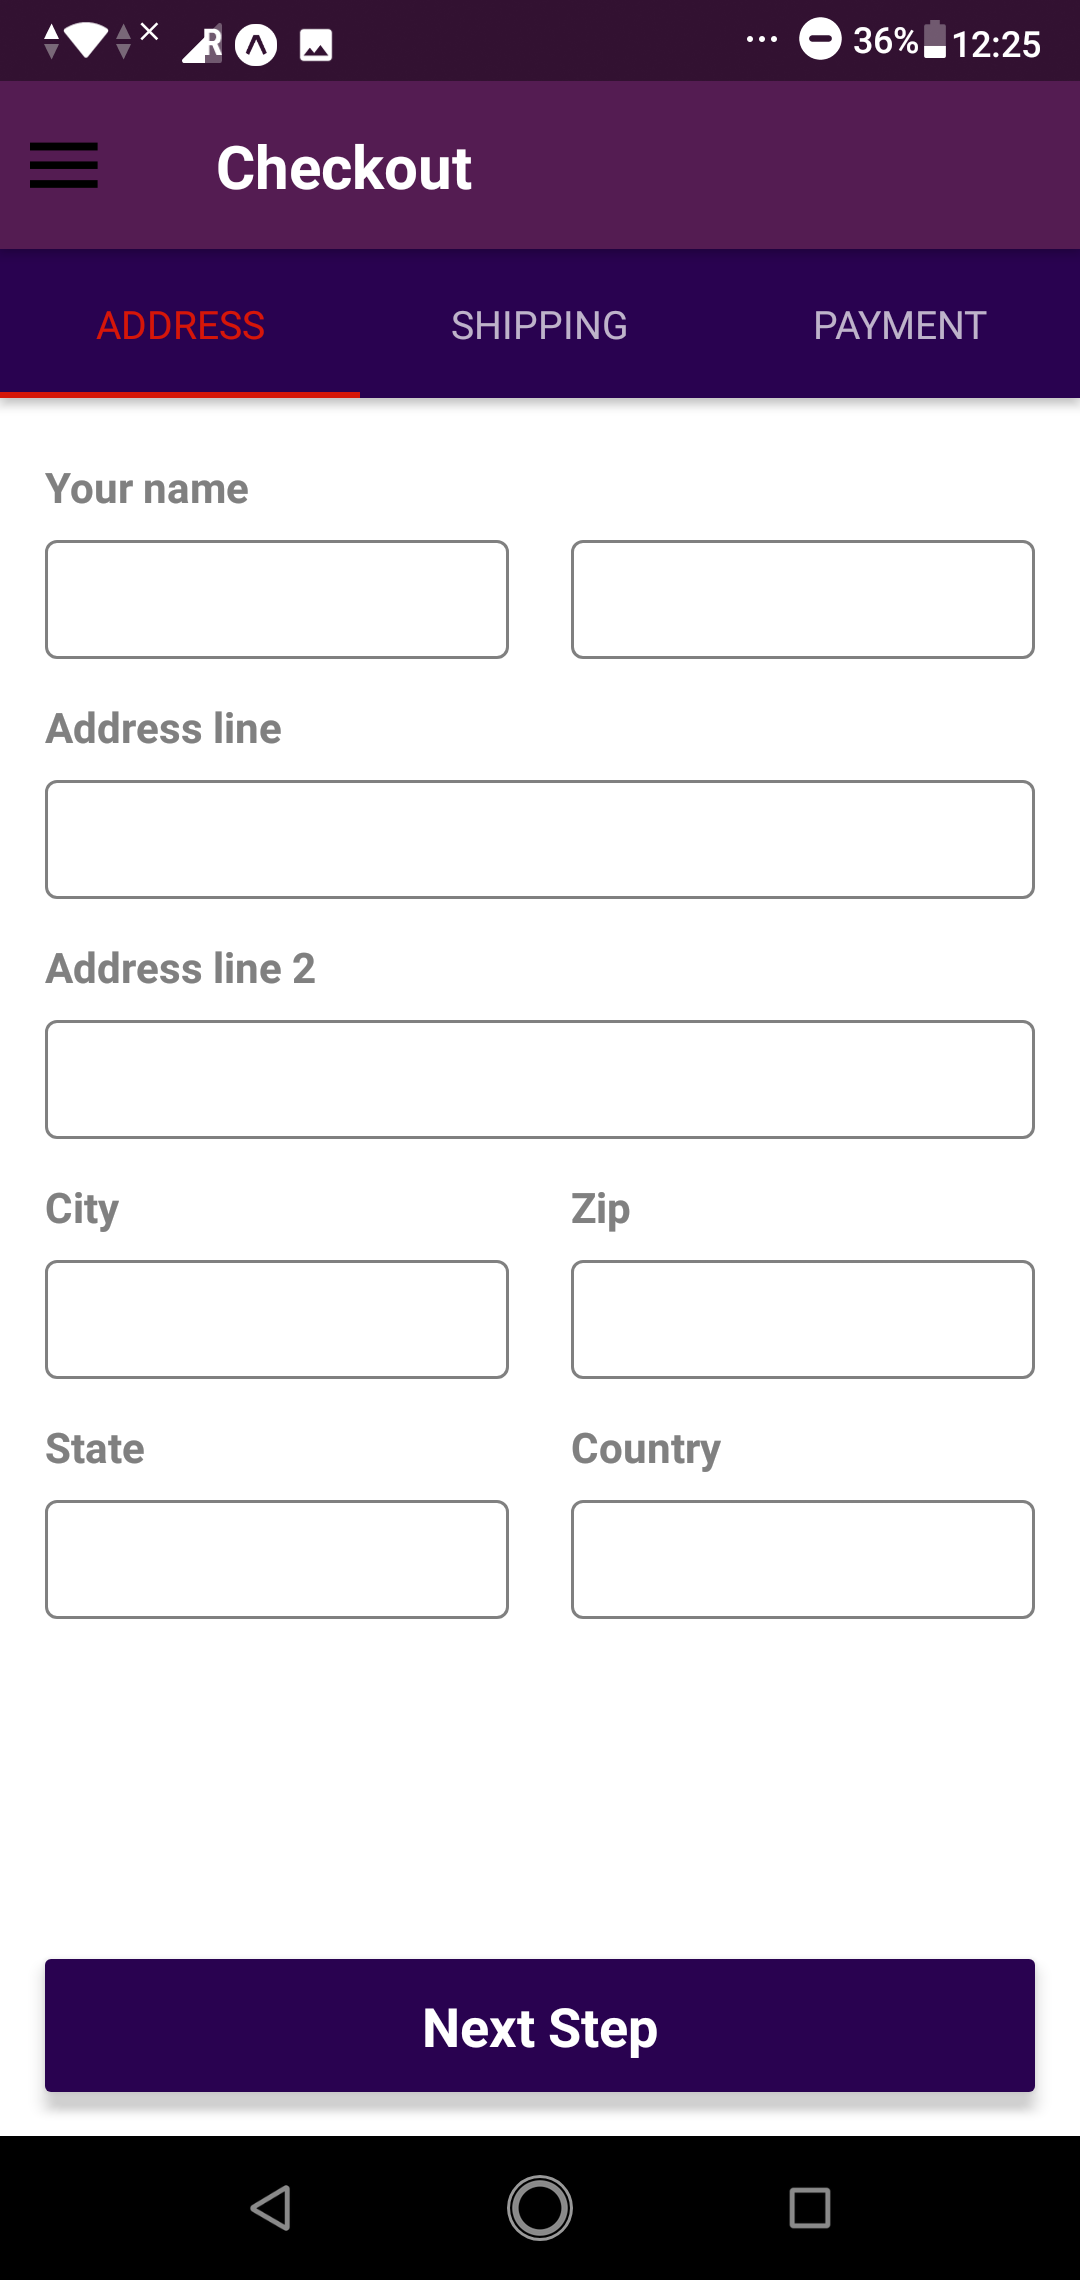 36% 12:25
Checkout
ADDRESS SHIPPING PAYMENT
Your name
Address line
Address line 2
City Zip
State Country
Next Step